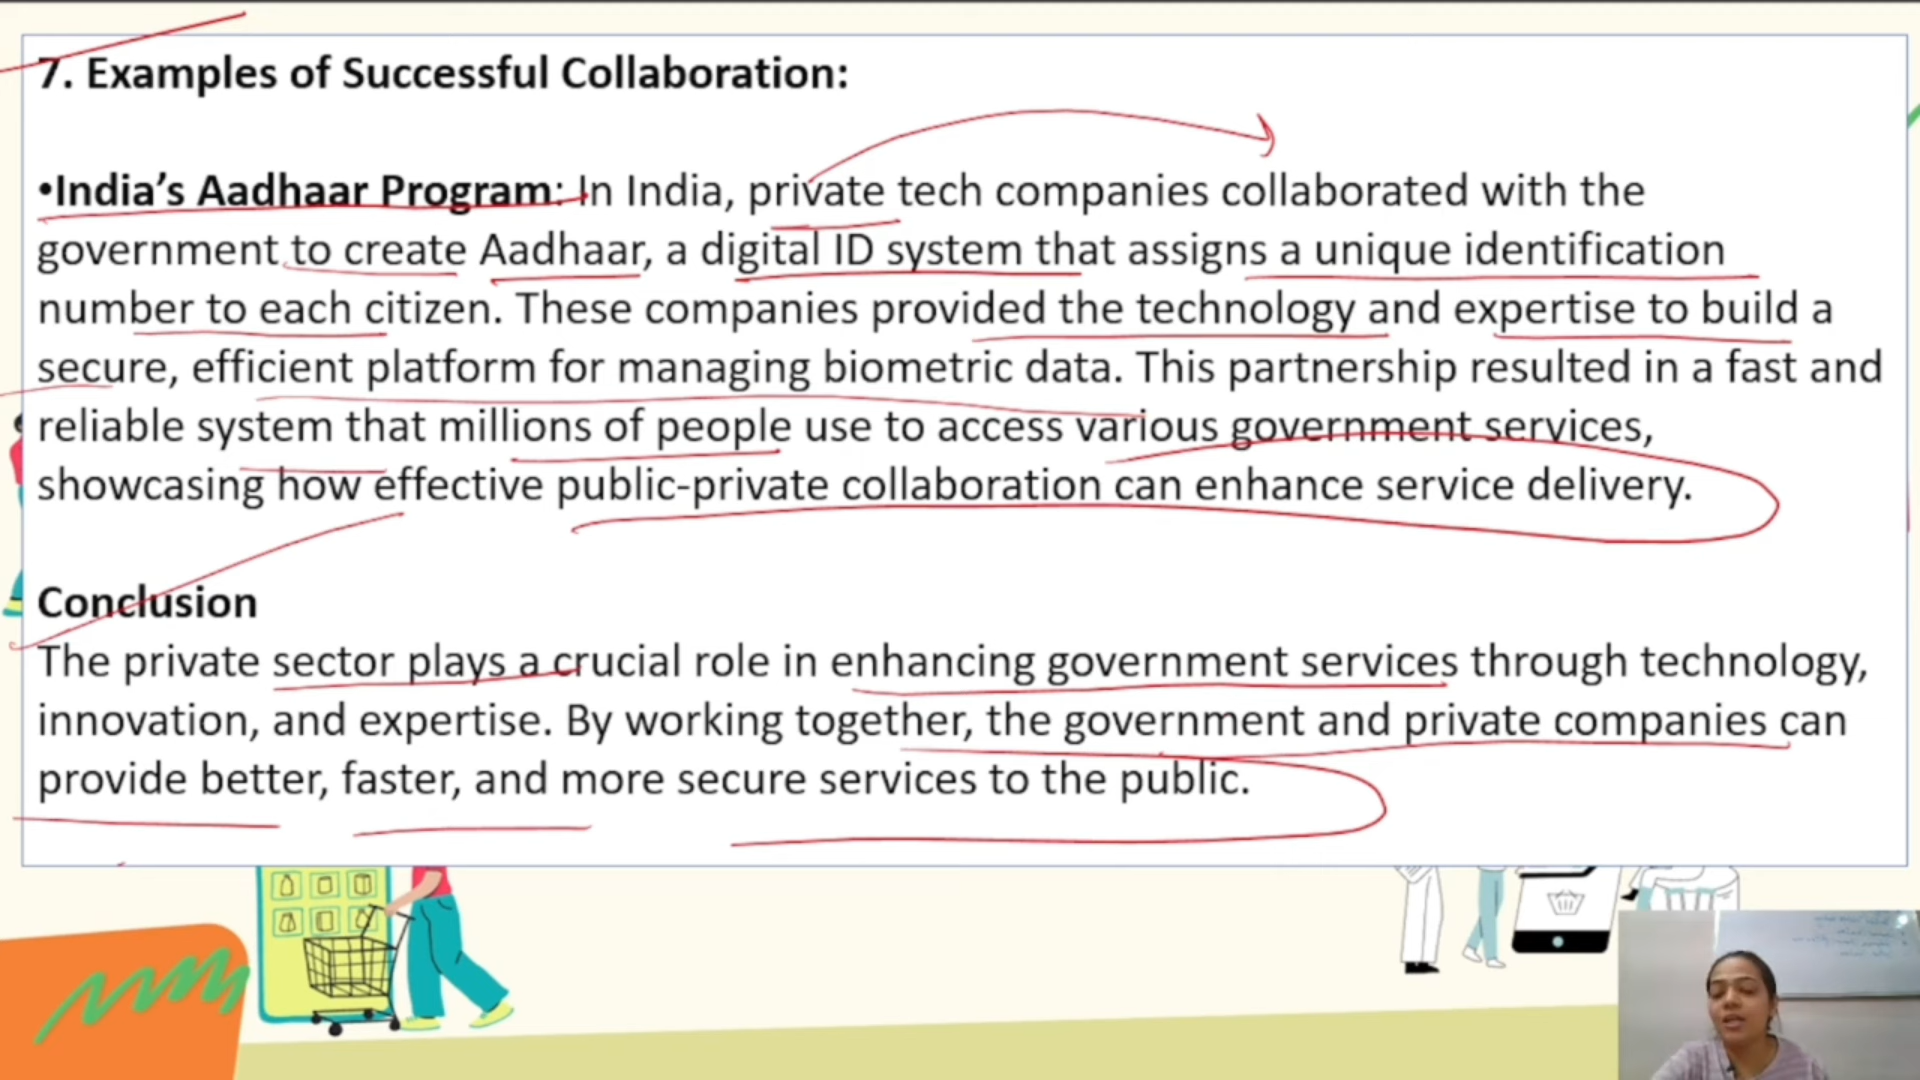 7. Examples of Successful Collaboration:
•India’s Aadhaar Program: In India, private tech companies collaborated with the
government to create Aadhaar, a digital ID system that assigns a unique identification
number to each citizen. These companies provided the technology and expertise to build a
secure, efficient platform for managing biometric data. This partnership resulted in a fast and
reliable system that millions of people use to access various government services,
showcasing how effective public-private collaboration can enhance service delivery.
Conclusion
The private sector plays a crucial role in enhancing government services through technology,
innovation, and expertise. By working together, the government and private companies can
provide better, faster, and more secure services to the public.